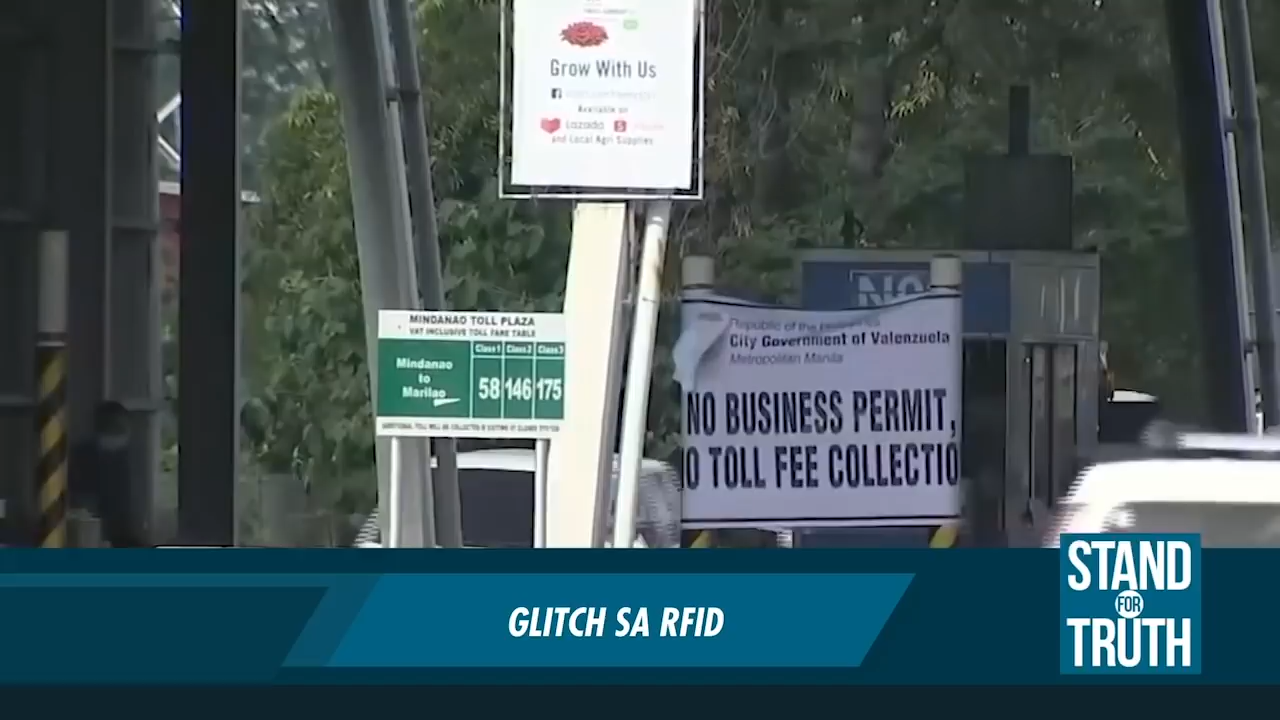 Grow With Us
Available on
Lazada
and Local Agri Supplies
MINDANAO TOLL PLAZA
VAT INCLUSIVE TOLL FARE TABLE
Class 1 Class 2 Class 3
Mindanao
to
Marilao
58 146 175
NO
Republic of the Philippines
City Government of Valenzuela
Metropolitan Manila
NO BUSINESS PERMIT,
O TOLL FEE COLLECTIO
GLITCH SA RFID
STAND
FOR
TRUTH